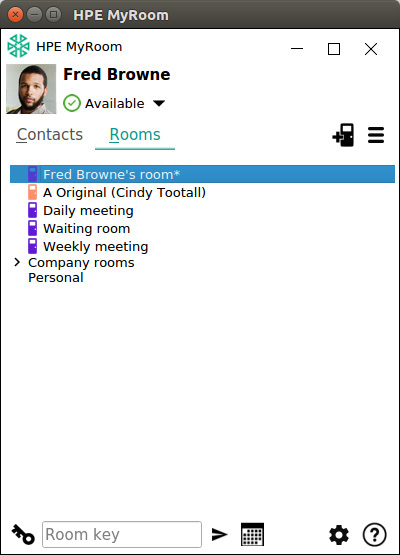 HPE MyRoom
HPE MyRoom
Fred Browne
Available
Contacts Rooms
Fred Browne's room*
A Original (Cindy Tootall)
Daily meeting
Waiting room
Weekly meeting
Company rooms
Personal
Room key